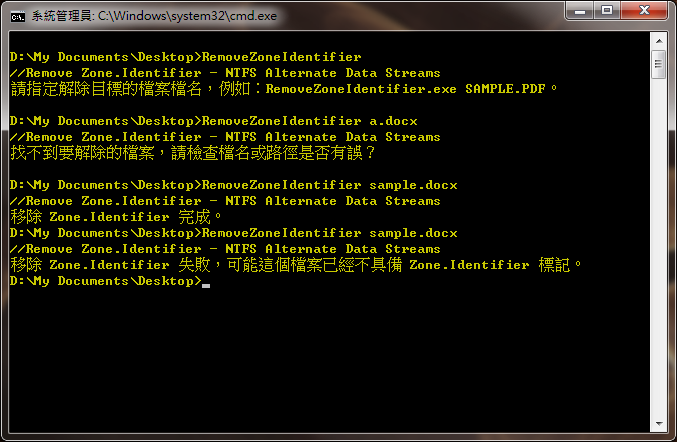 系統管理員: C:\Windows\system32\cmd.exe
D:\My Documents\Desktop>RemoveZoneIdentifier
//Remove Zone.Identifier - NTFS Alternate Data Streams
請指定解除目標的檔案檔名，例如：RemoveZoneIdentifier.exe SAMPLE.PDF。
D:\My Documents\Desktop>RemoveZoneIdentifier a.docx
//Remove Zone.Identifier - NTFS Alternate Data Streams
找不到要解除的檔案，請檢查檔名或路徑是否有誤？
D:\My Documents\Desktop>RemoveZoneIdentifier sample.docx
//Remove Zone.Identifier - NTFS Alternate Data Streams
移除 Zone.Identifier 完成。
D:\My Documents\Desktop>RemoveZoneIdentifier sample.docx
//Remove Zone.Identifier - NTFS Alternate Data Streams
移除 Zone.Identifier 失敗，可能這個檔案已經不具備 Zone.Identifier 標記。
D:\My Documents\Desktop>